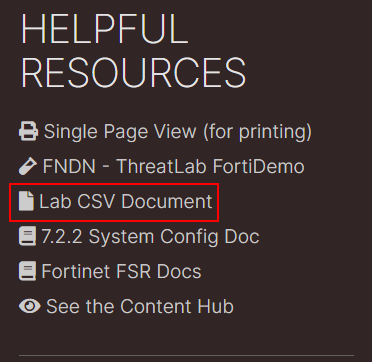 HELPFUL
RESOURCES
Single Page View (for printing)
FNDN - ThreatLab FortiDemo
Lab CSV Document
7.2.2 System Config Doc
Fortinet FSR Docs
See the Content Hub